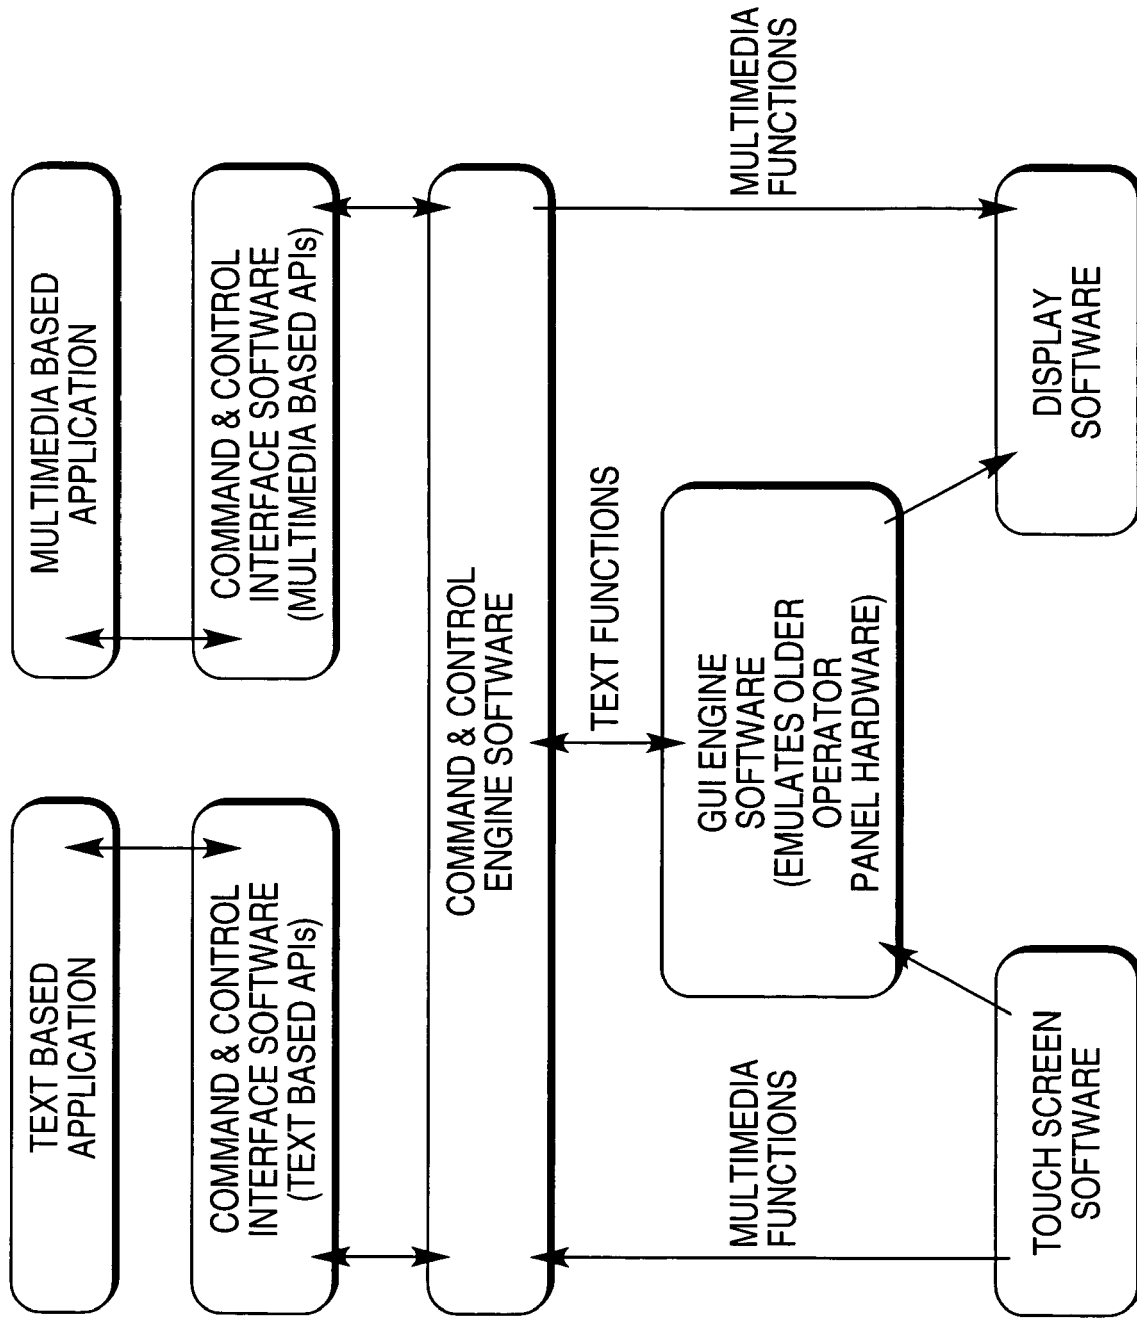 TEXT BASED
APPLICATION
MULTIMEDIA BASED
APPLICATION
COMMAND & CONTROL
INTERFACE SOFTWARE
(TEXT BASED APIs)
COMMAND & CONTROL
INTERFACE SOFTWARE
(MULTIMEDIA BASED APIs)
COMMAND & CONTROL
ENGINE SOFTWARE
MULTIMEDIA
FUNCTIONS
TEXT FUNCTIONS
MULTIMEDIA
FUNCTIONS
GUI ENGINE
SOFTWARE
(EMULATES OLDER
OPERATOR
PANEL HARDWARE)
TOUCH SCREEN
SOFTWARE
DISPLAY
SOFTWARE